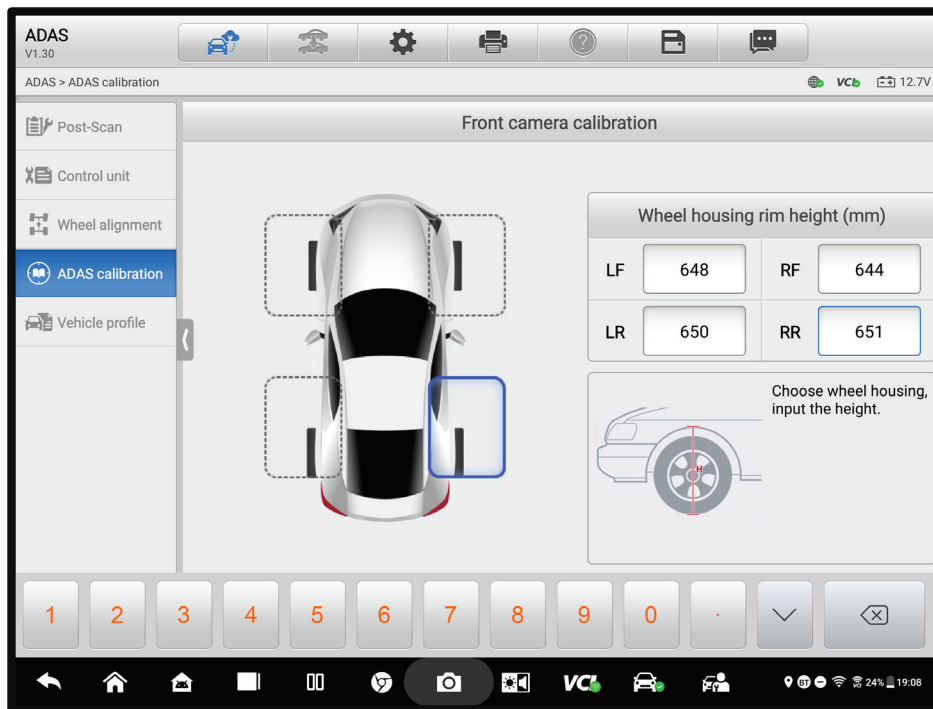 ADAS
V1.30
?
ADAS > ADAS calibration
VCI
12.7V
Post-Scan
Control unit
Wheel alignment
ADAS calibration
Vehicle profile
Front camera calibration
Wheel housing rim height (mm)
LF 648 RF 644
LR 650 RR 651
H
Choose wheel housing,
input the height.
1 2 3 4 5 6 7 8 9 0 .
VCI
BT 24% 19:08